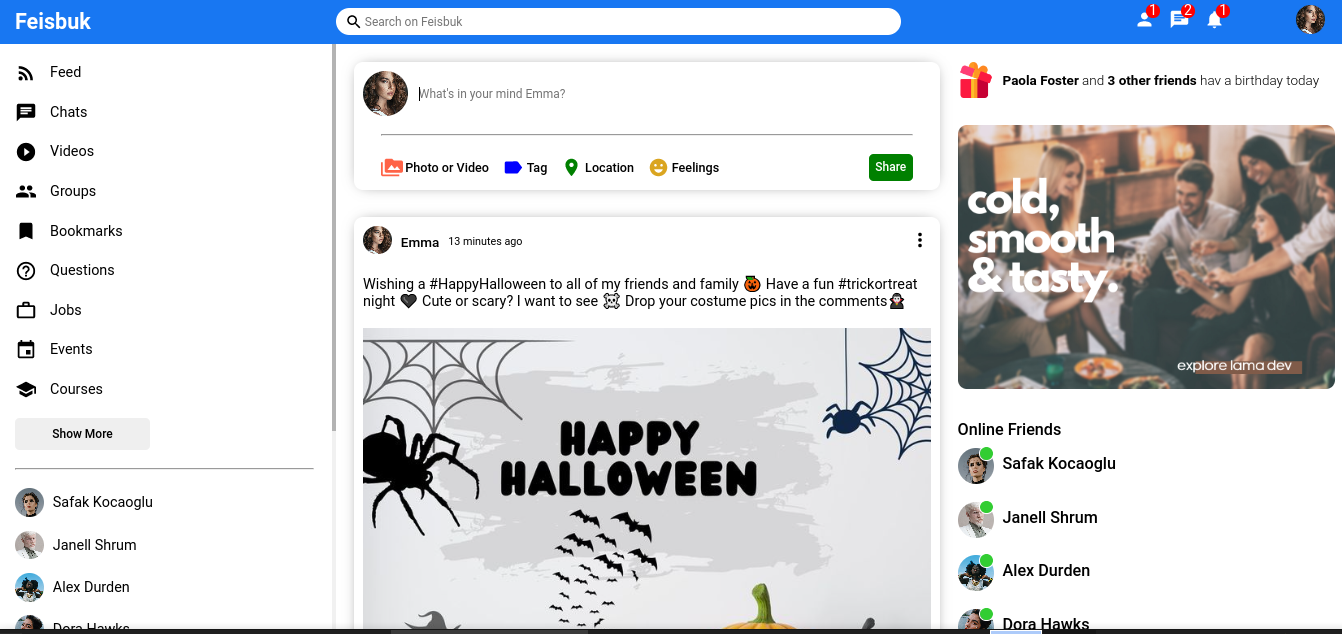 Feisbuk
Search on Feisbuk
1
2
1
Feed
Chats
Videos
Groups
Bookmarks
Questions
Jobs
Events
Courses
Show More
Safak Kocaoglu
Janell Shrum
Alex Durden
Dora Hawks
What's in your mind Emma?
Photo or Video
Tag
Location
Feelings
Share
Emma 13 minutes ago
Wishing a #HappyHalloween to all of my friends and family 🎃 Have a fun #trickortreat
night 🖤 Cute or scary? I want to see ☠️ Drop your costume pics in the comments🧛🏻‍♀️
HAPPY
HALLOWEEN
Paola Foster and 3 other friends hav a birthday today
cold,
smooth
& tasty.
explore lama dev
Online Friends
Safak Kocaoglu
Janell Shrum
Alex Durden
Dora Hawks